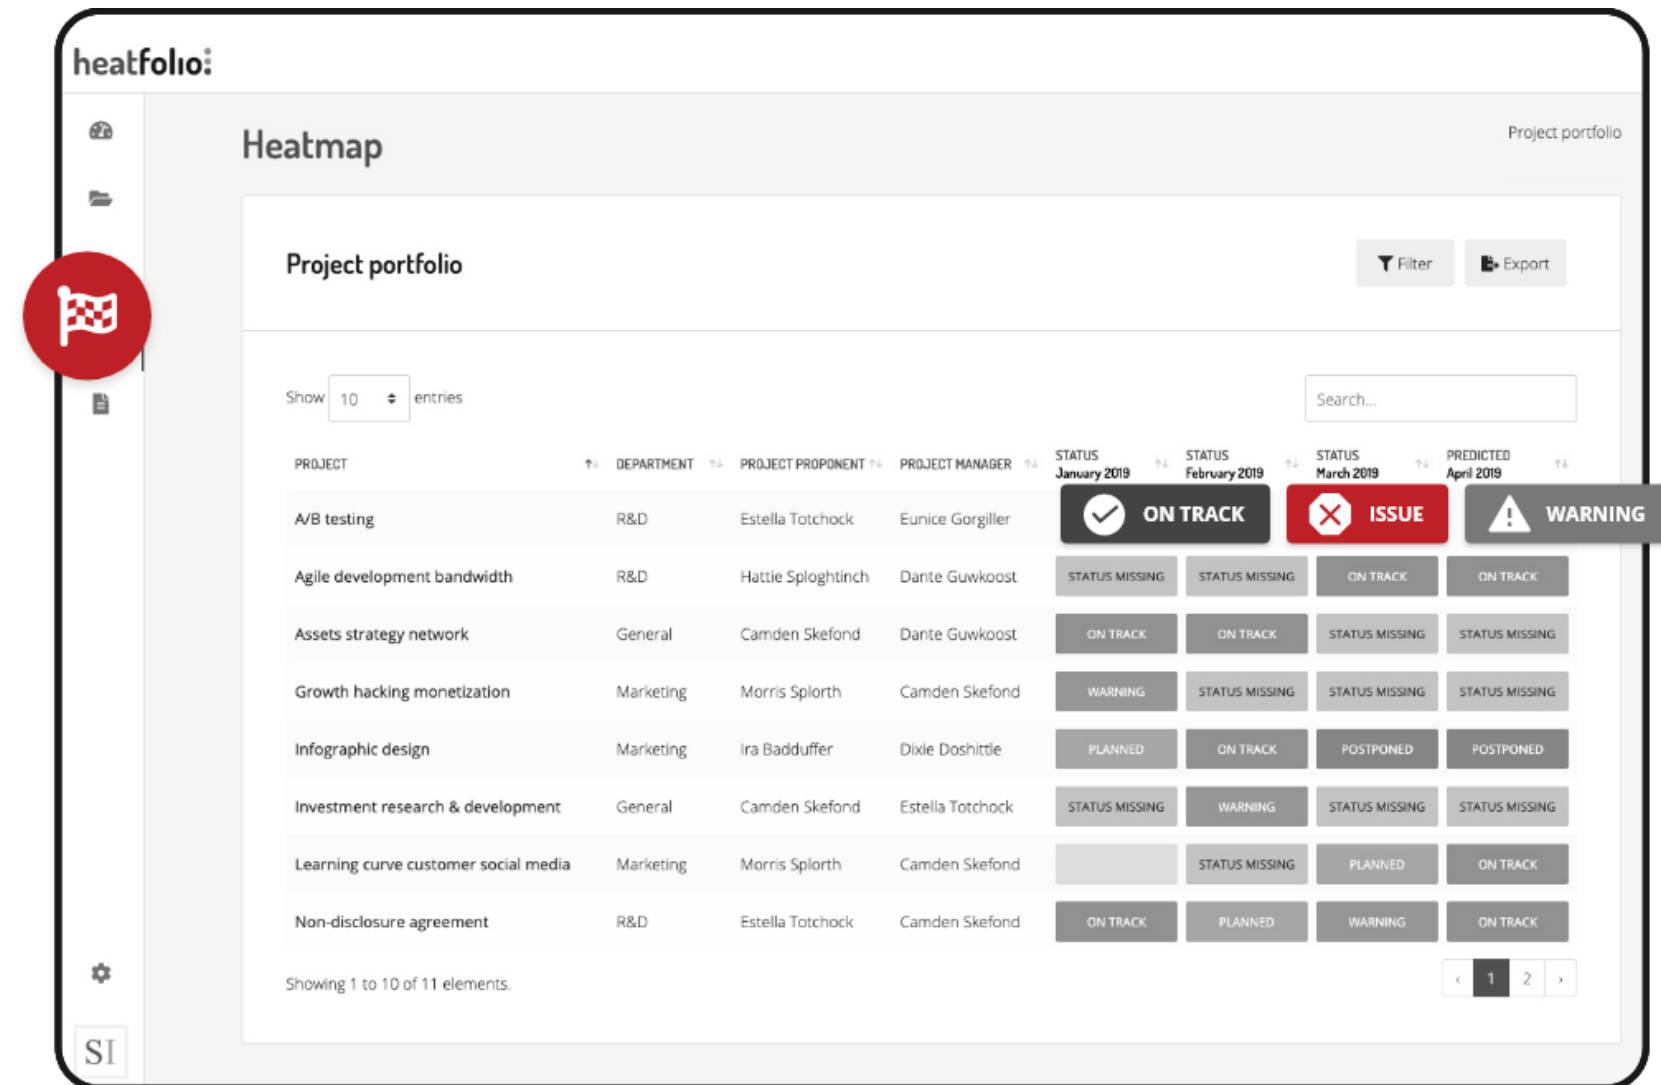 heatfolio
Heatmap
Project portfolio
Project portfolio
Filter
Export
Show 10 entries
Search...
PROJECT DEPARTMENT PROJECT PROPONENT PROJECT MANAGER STATUS January 2019 STATUS February 2019 STATUS March 2019 PREDICTED April 2019
A/B testing R&D Estella Totchock Eunice Gorgiller ON TRACK ISSUE WARNING
Agile development bandwidth R&D Hattie Sploghtinch Dante Guwkoost STATUS MISSING STATUS MISSING ON TRACK ON TRACK
Assets strategy network General Camden Skefond Dante Guwkoost ON TRACK ON TRACK STATUS MISSING STATUS MISSING
Growth hacking monetization Marketing Morris Splorth Camden Skefond WARNING STATUS MISSING STATUS MISSING STATUS MISSING
Infographic design Marketing Ira Badduffer Dixie Doshittle PLANNED ON TRACK POSTPONED POSTPONED
Investment research & development General Camden Skefond Estella Totchock STATUS MISSING WARNING STATUS MISSING STATUS MISSING
Learning curve customer social media Marketing Morris Splorth Camden Skefond STATUS MISSING PLANNED ON TRACK
Non-disclosure agreement R&D Estella Totchock Camden Skefond ON TRACK PLANNED WARNING ON TRACK
Showing 1 to 10 of 11 elements.
‹ 1 2 ›
SI